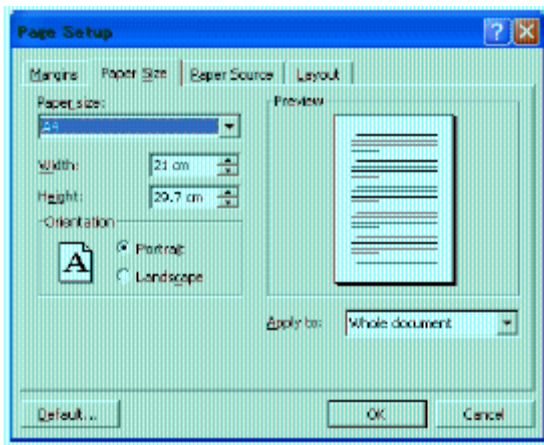 Page Setup
Margins Paper Size Paper Source Layout
Paper size: Preview
A4
Width: 21 cm
Height: 29.7 cm
Orientation
A Portrait
Landscape
Apply to: Whole document
Default... OK Cancel